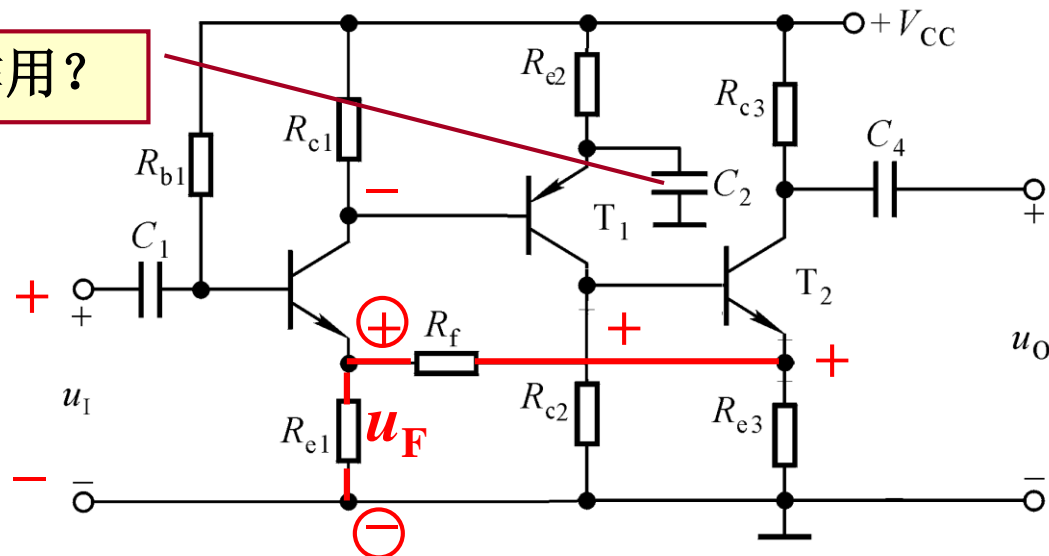 用？
+ V_CC
R_e2
R_c3
R_c1
R_b1
C_4
C_2
−
T_1
+
C_1
T_2
+
+
+
R_f
+
+
u_O
u_I
R_e1
u_F
R_c2
R_e3
−
−
−
−